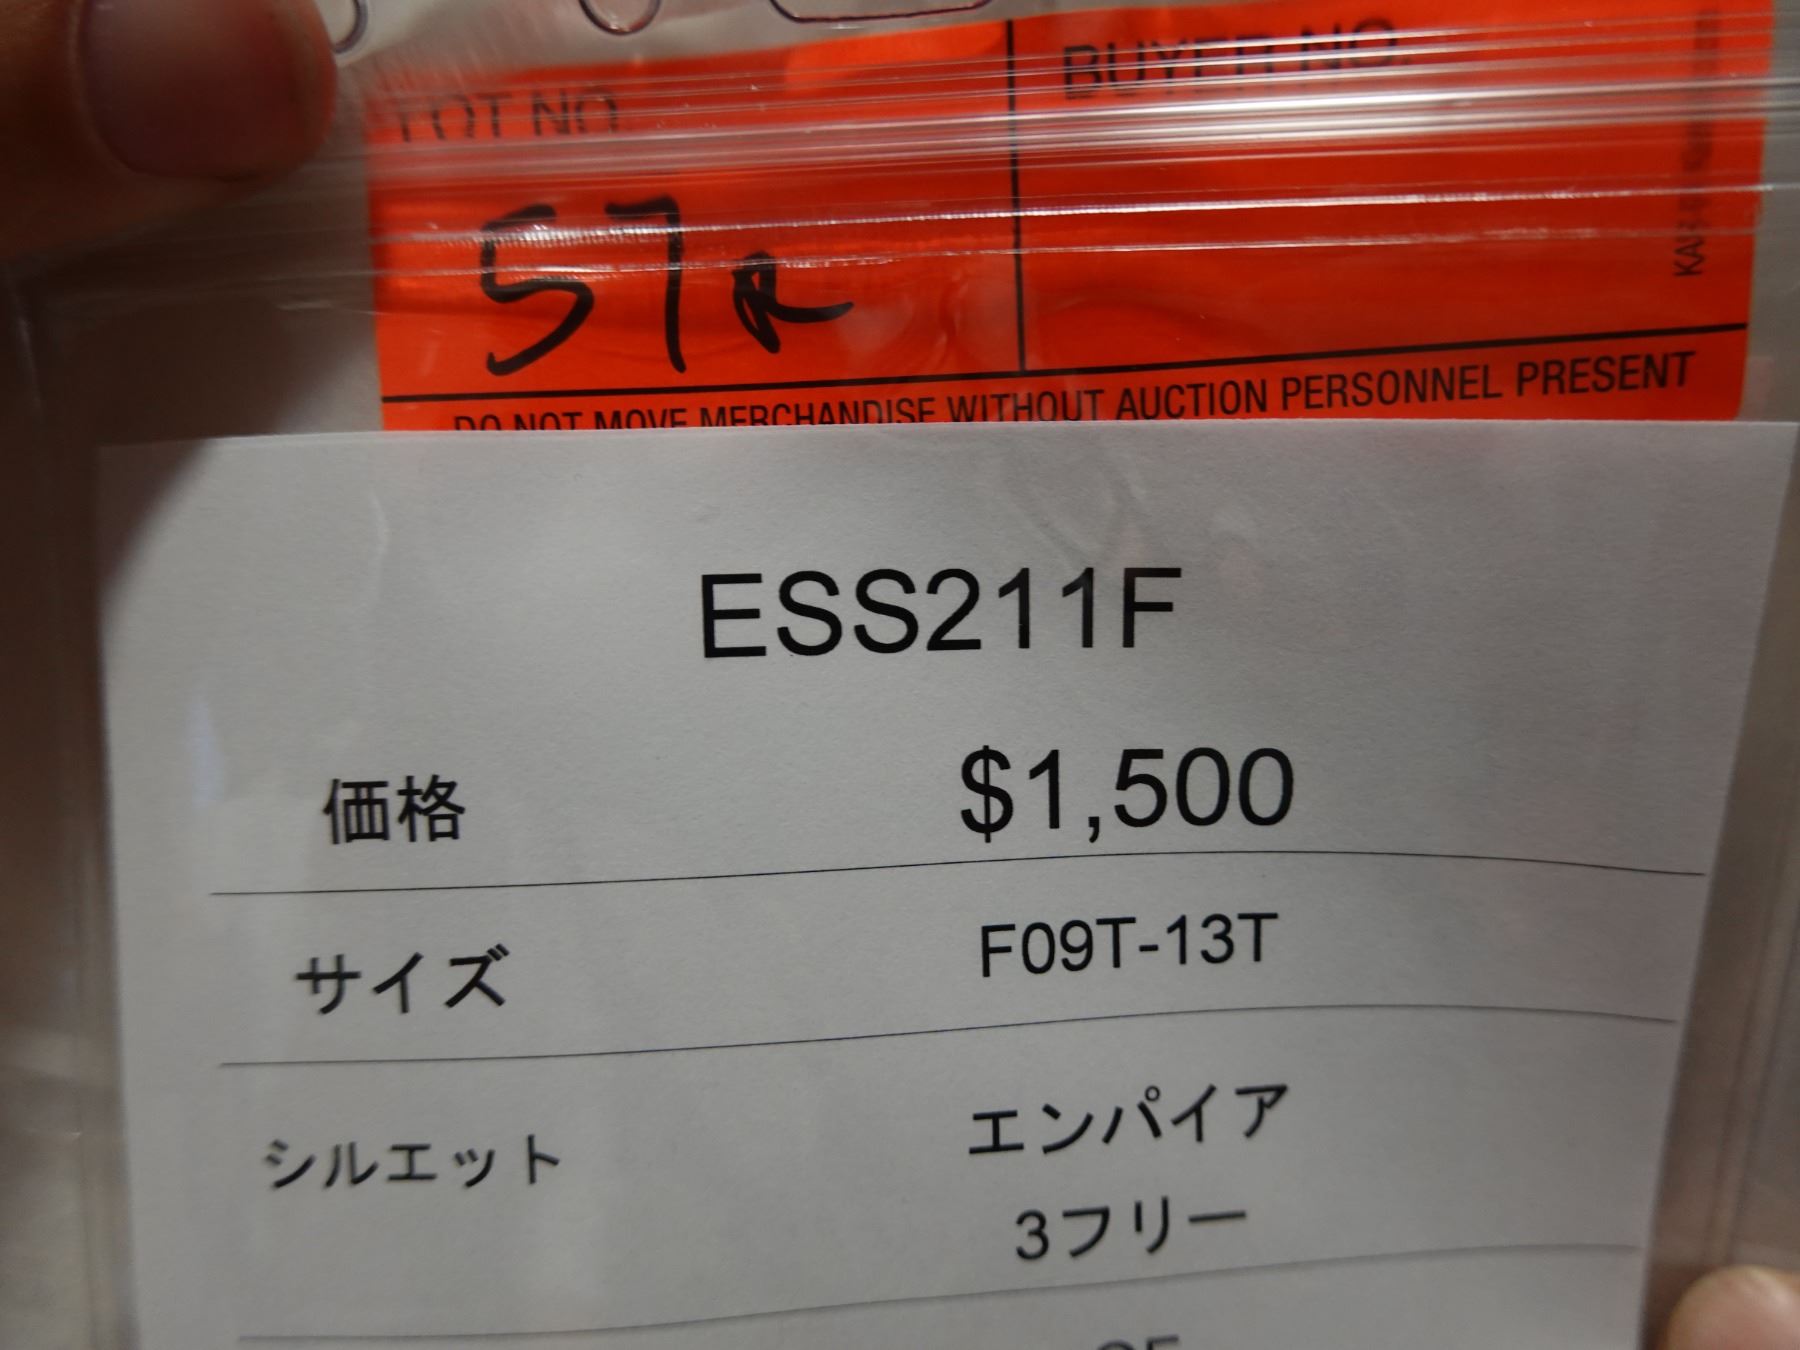 LOT NO.
BUYER NO.
57R
DO NOT MOVE MERCHANDISE WITHOUT AUCTION PERSONNEL PRESENT
ESS211F
価格 $1,500
サイズ F09T-13T
シルエット エンパイア
3フリー